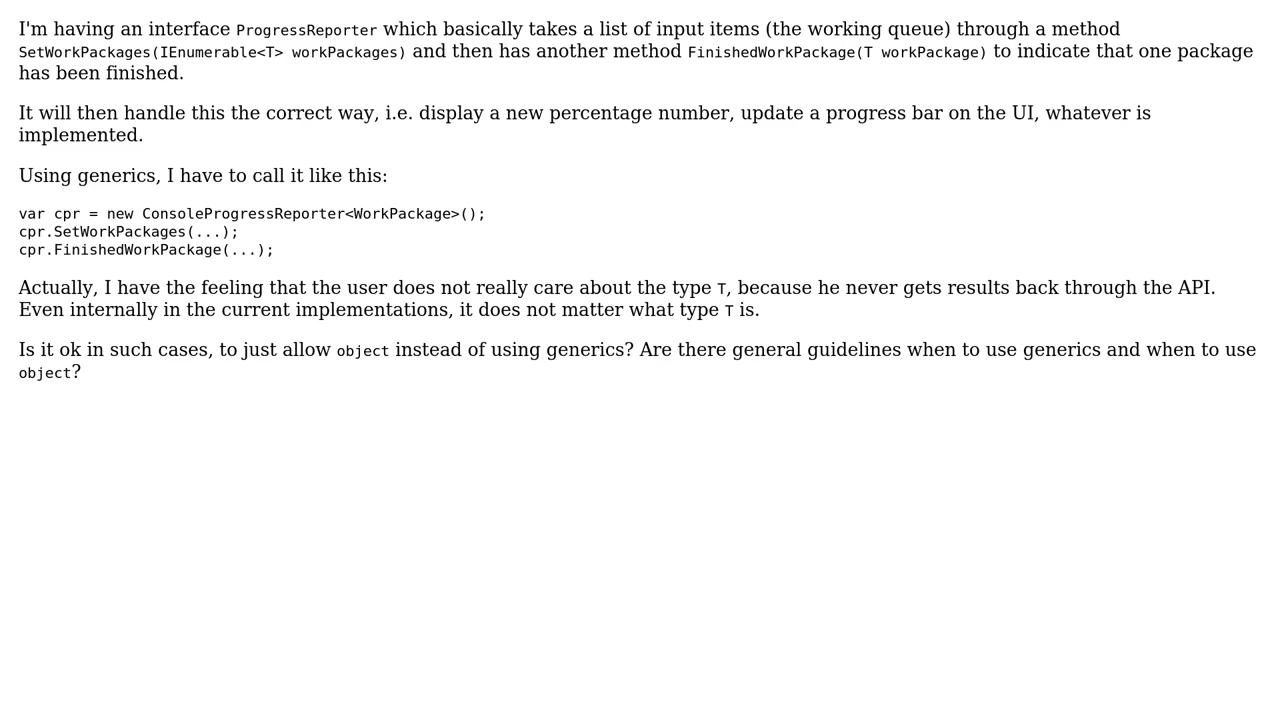 I'm having an interface ProgressReporter which basically takes a list of input items (the working queue) through a method
SetWorkPackages(IEnumerable<T> workPackages) and then has another method FinishedWorkPackage(T workPackage) to indicate that one package
has been finished.
It will then handle this the correct way, i.e. display a new percentage number, update a progress bar on the UI, whatever is
implemented.
Using generics, I have to call it like this:
var cpr = new ConsoleProgressReporter<WorkPackage>();
cpr.SetWorkPackages(...);
cpr.FinishedWorkPackage(...);
Actually, I have the feeling that the user does not really care about the type T, because he never gets results back through the API.
Even internally in the current implementations, it does not matter what type T is.
Is it ok in such cases, to just allow object instead of using generics? Are there general guidelines when to use generics and when to use
object?